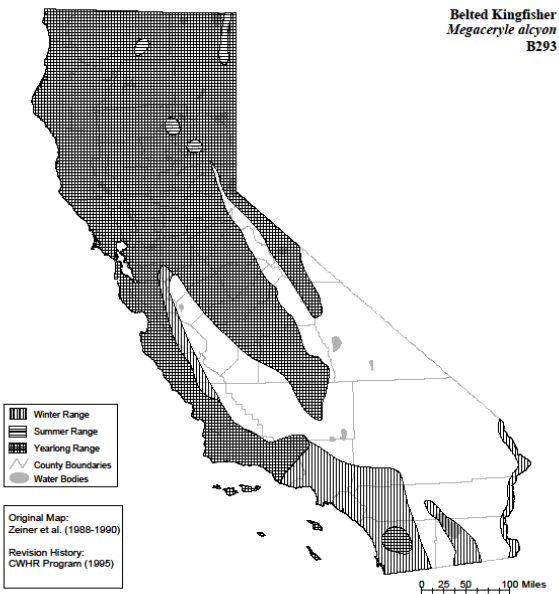 Belted Kingfisher
Megaceryle alcyon
B293
Winter Range
Summer Range
Yearlong Range
County Boundaries
Water Bodies
Original Map:
Zeiner et al. (1988-1990)
Revision History:
CWHR Program (1995)
0 25 50 100 Miles